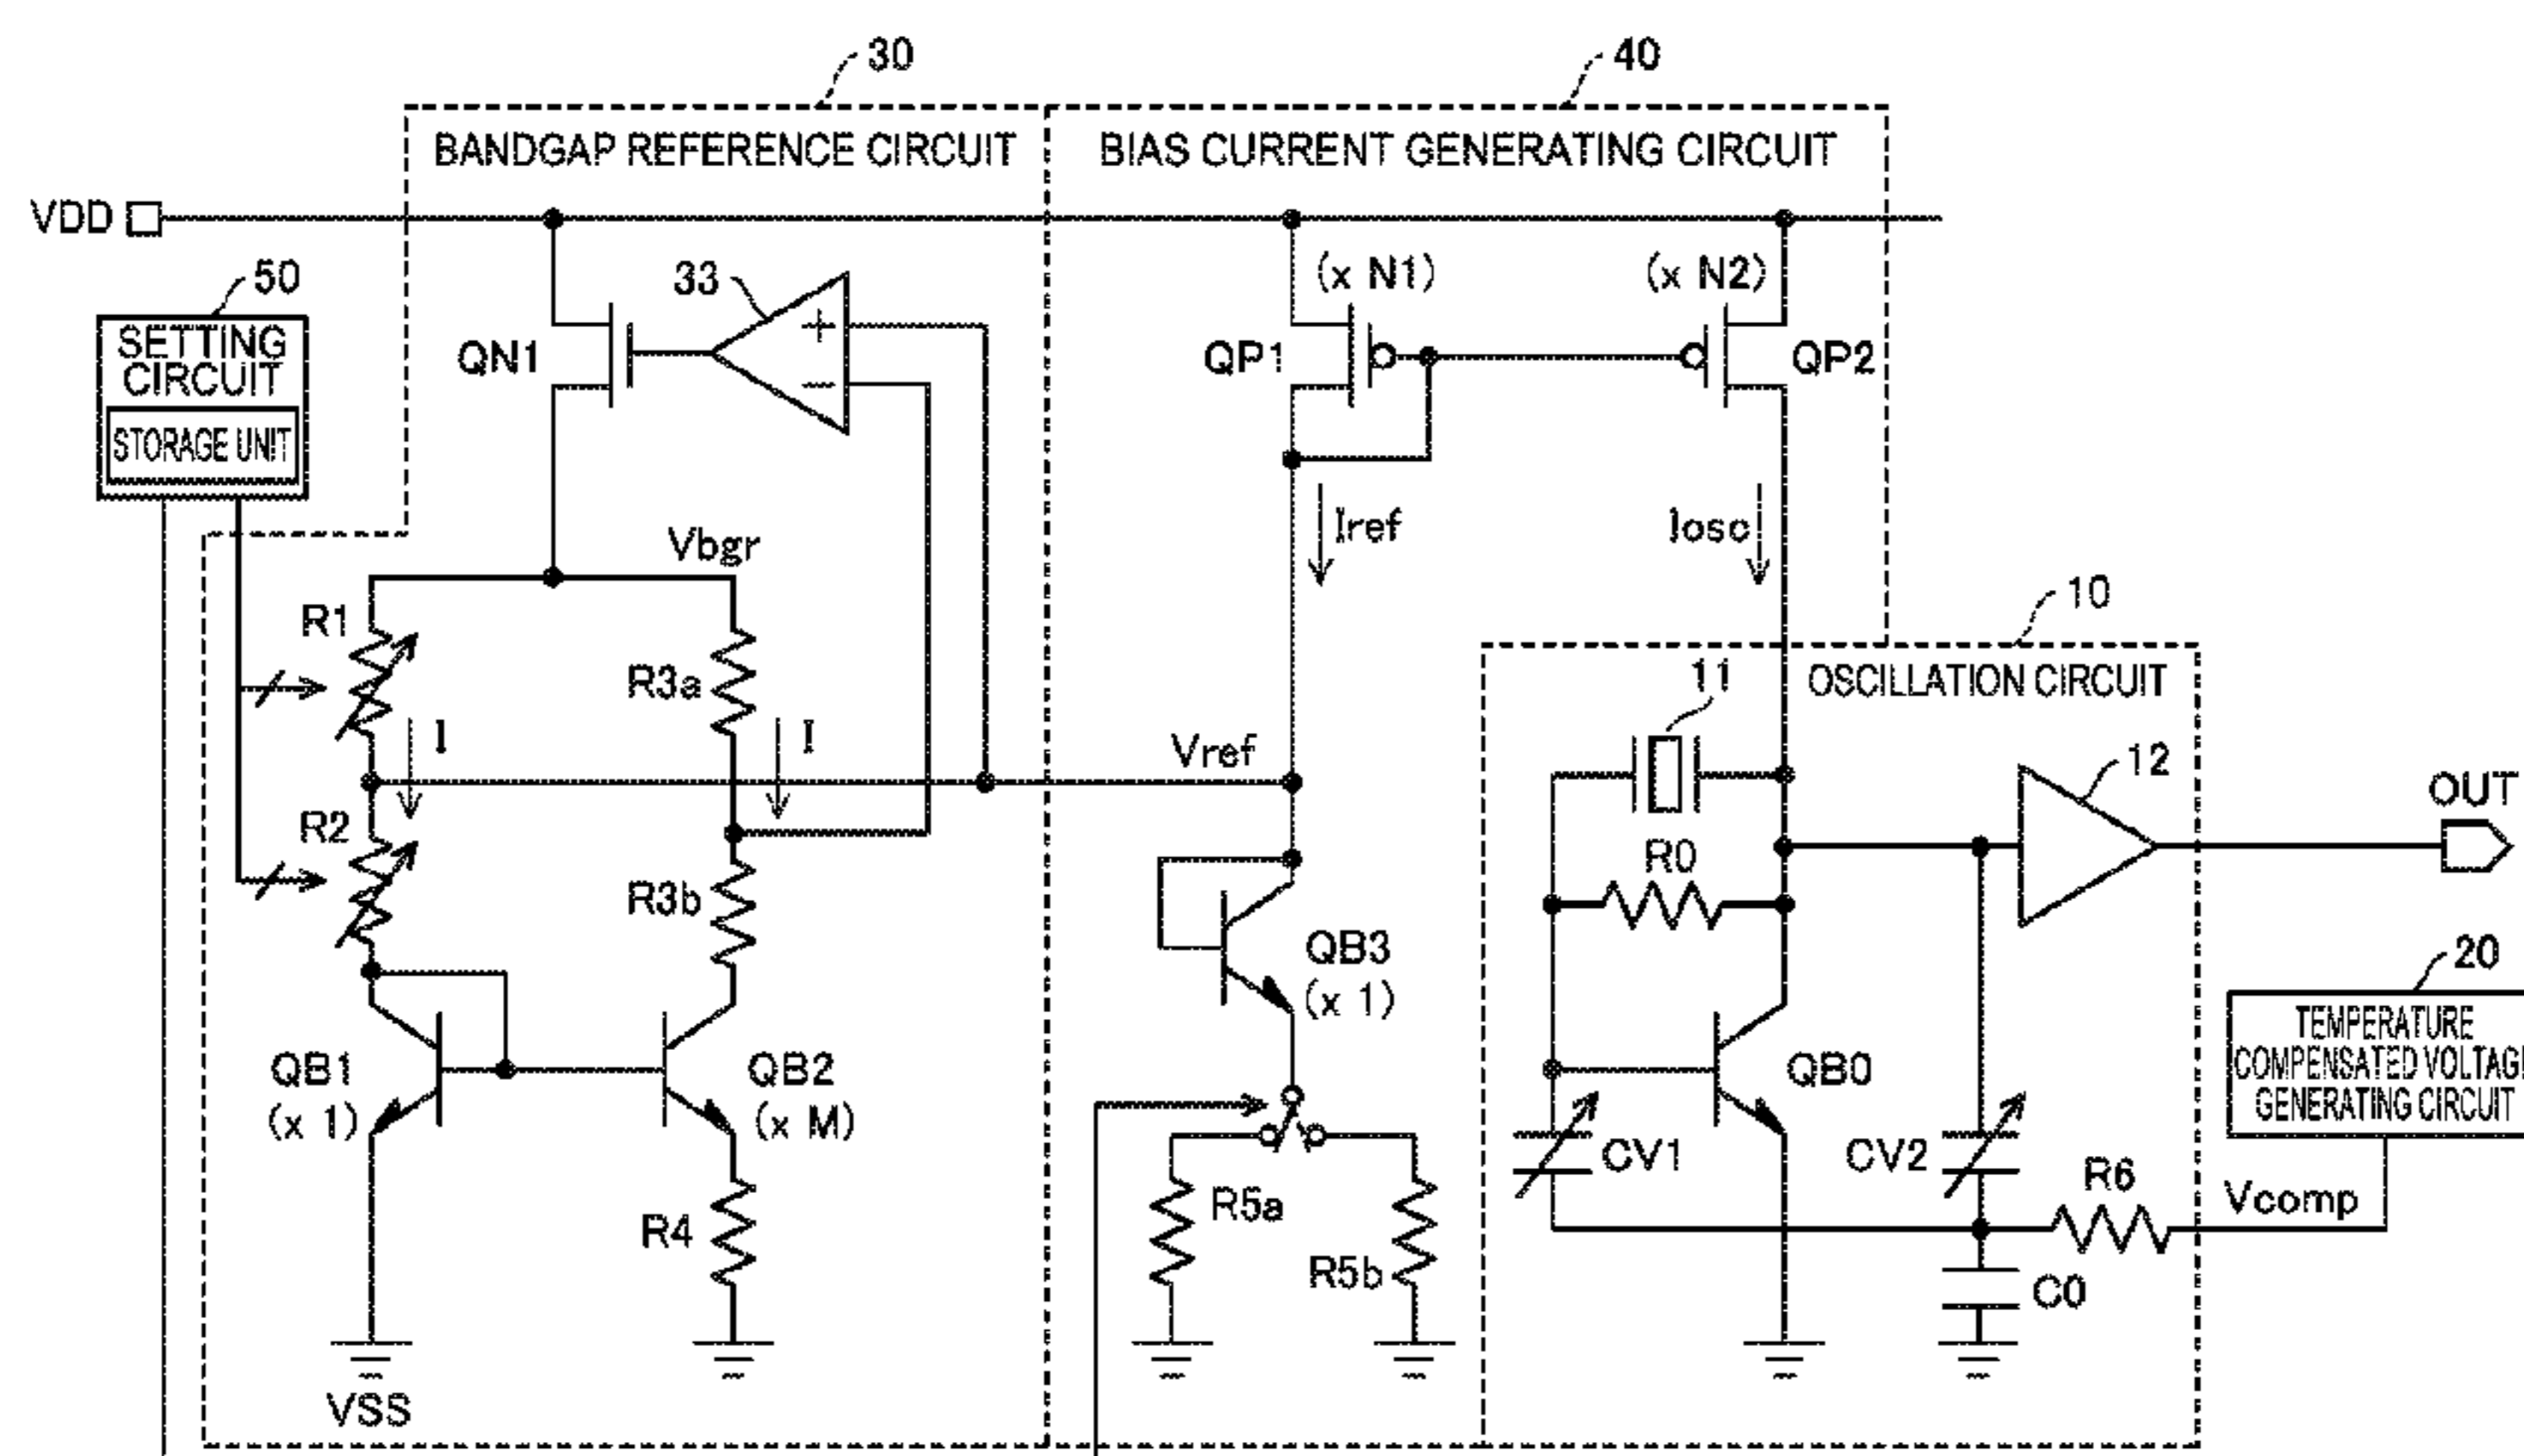 30
40
BANDGAP REFERENCE CIRCUIT
BIAS CURRENT GENERATING CIRCUIT
VDD
50
SETTING
CIRCUIT
STORAGE UNIT
33
+
−
QN1
(x N1)
(x N2)
QP1
QP2
Iref
Iosc
Vbgr
10
OSCILLATION CIRCUIT
11
R1
R3a
I
I
Vref
12
OUT
R2
R3b
R0
QB3
(x 1)
20
TEMPERATURE
COMPENSATED VOLTAGE
GENERATING CIRCUIT
QB1
(x 1)
QB2
(x M)
QB0
CV1
CV2
R6
Vcomp
R4
R5a
R5b
C0
VSS